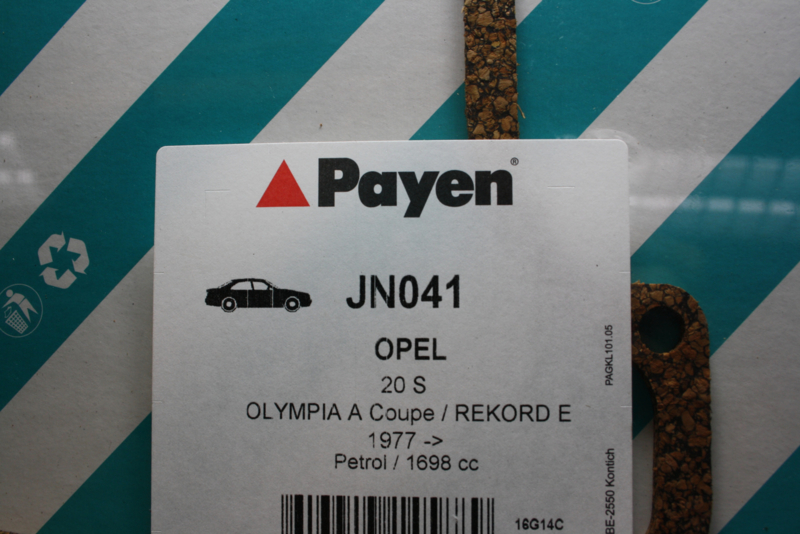 Payen®
JN041
OPEL
20 S
OLYMPIA A Coupe / REKORD E
1977 ->
Petrol / 1698 cc
16G14C
PAGKL101.05
BE-2550 Kontich